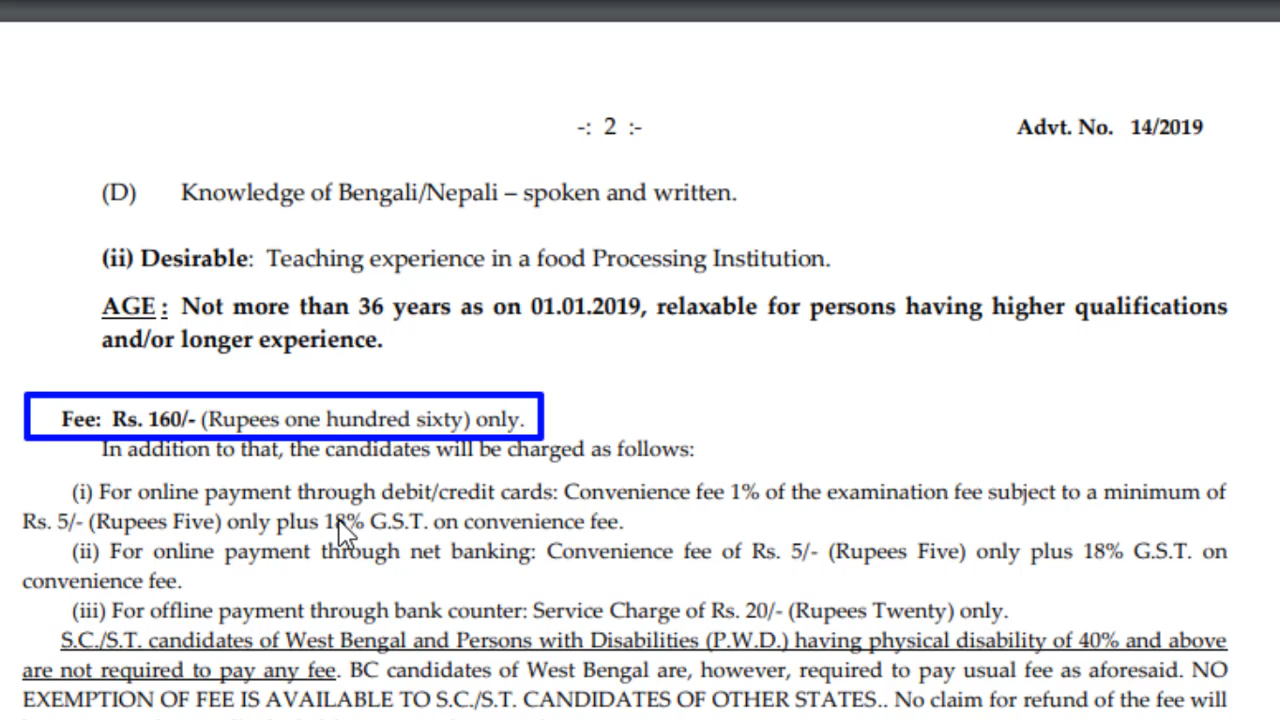 -: 2 :-
Advt. No. 14/2019
(D) Knowledge of Bengali/Nepali – spoken and written.
(ii) Desirable: Teaching experience in a food Processing Institution.
AGE : Not more than 36 years as on 01.01.2019, relaxable for persons having higher qualifications
and/or longer experience.
Fee: Rs. 160/- (Rupees one hundred sixty) only.
In addition to that, the candidates will be charged as follows:
(i) For online payment through debit/credit cards: Convenience fee 1% of the examination fee subject to a minimum of
Rs. 5/- (Rupees Five) only plus 18% G.S.T. on convenience fee.
(ii) For online payment through net banking: Convenience fee of Rs. 5/- (Rupees Five) only plus 18% G.S.T. on
convenience fee.
(iii) For offline payment through bank counter: Service Charge of Rs. 20/- (Rupees Twenty) only.
S.C./S.T. candidates of West Bengal and Persons with Disabilities (P.W.D.) having physical disability of 40% and above
are not required to pay any fee. BC candidates of West Bengal are, however, required to pay usual fee as aforesaid. NO
EXEMPTION OF FEE IS AVAILABLE TO S.C./S.T. CANDIDATES OF OTHER STATES.. No claim for refund of the fee will